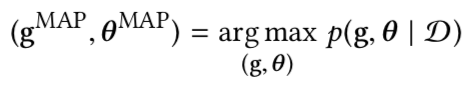 (g^MAP, θ^MAP) = arg max p(g, θ | 𝒟)
(g, θ)